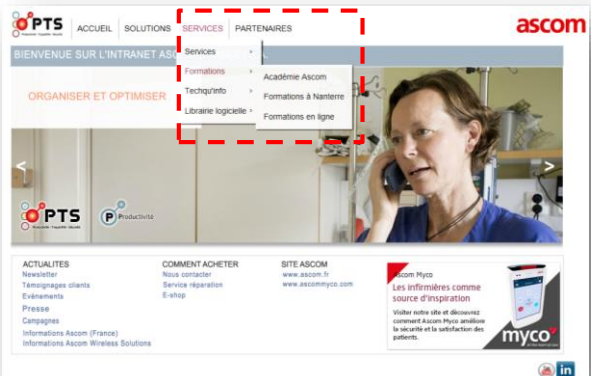 PTS
ACCUEIL SOLUTIONS SERVICES PARTENAIRES
ascom
BIENVENUE SUR L'INTRANET ASC
Services
Formations
Techqu'info
Librairie logicielle
Académie Ascom
Formations à Nanterre
Formations en ligne
ORGANISER ET OPTIMISER
PTS
P Productivité
ACTUALITES
Newsletter
Témoignages clients
Evènements
Presse
Campagnes
Informations Ascom (France)
Informations Ascom Wireless Solutions
COMMENT ACHETER
Nous contacter
Service réparation
E-shop
SITE ASCOM
www.ascom.fr
www.ascommyco.com
Ascom Myco
Les infirmières comme
source d'inspiration
Visiter notre site et découvrez
comment Ascom Myco améliore
la sécurité et la satisfaction des
patients.
myco
in